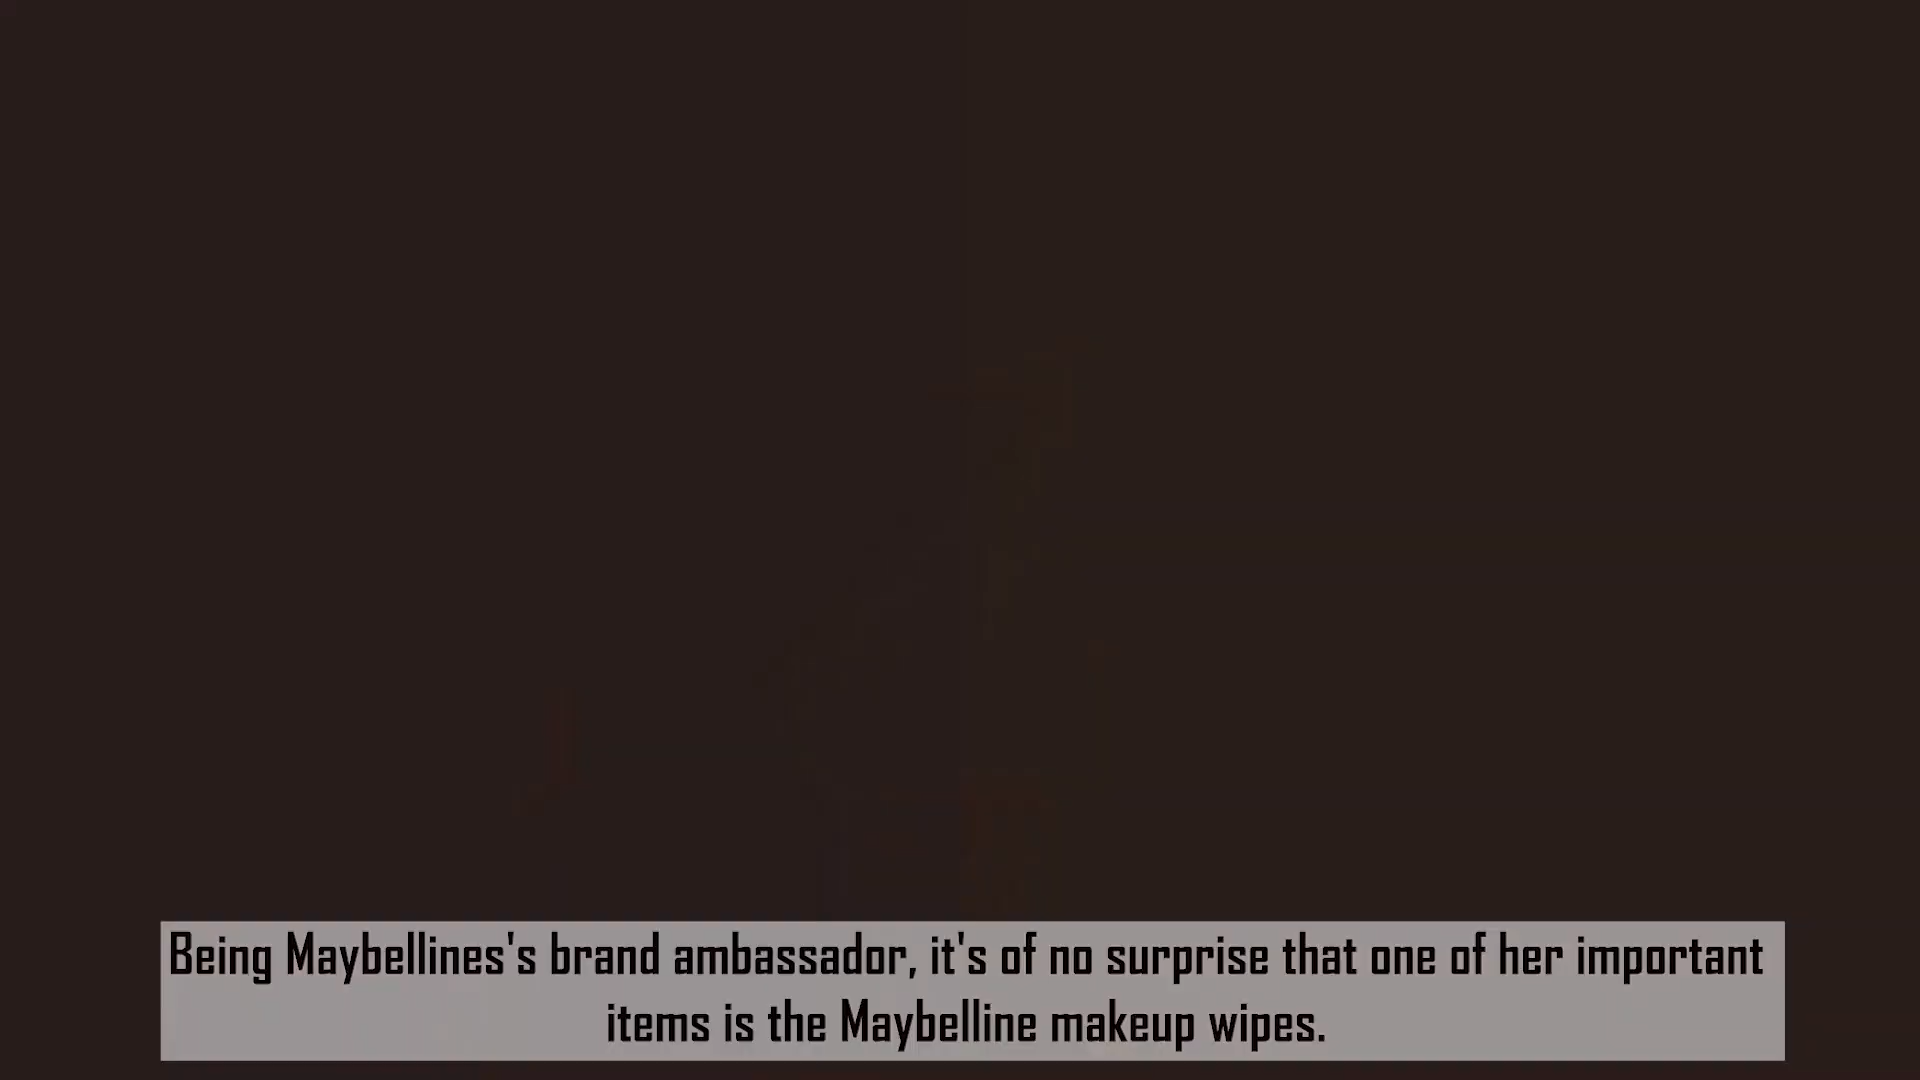 Being Maybellines's brand ambassador, it's of no surprise that one of her important
items is the Maybelline makeup wipes.